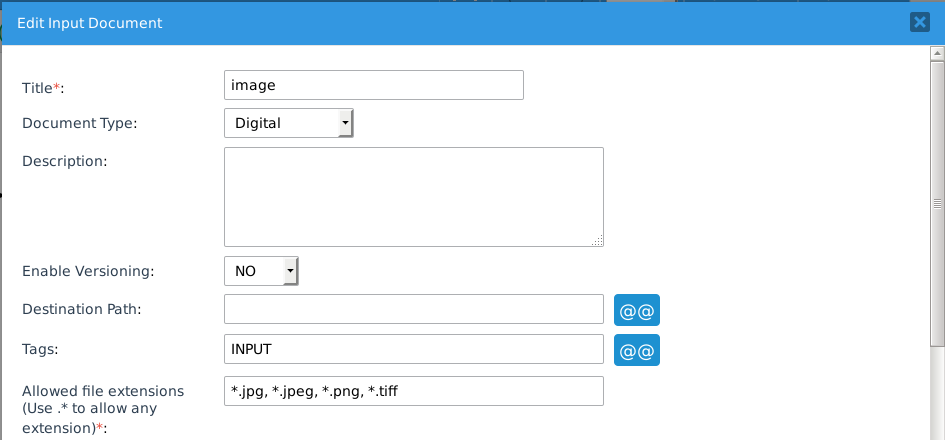 Edit Input Document
Title*: image
Document Type: Digital
Description:
Enable Versioning: NO
Destination Path: @@
Tags: INPUT @@
Allowed file extensions *.jpg, *.jpeg, *.png, *.tiff
(Use .* to allow any
extension)*: